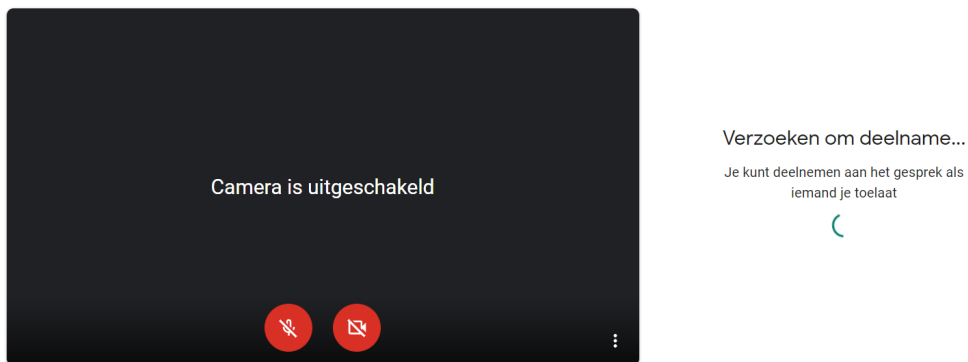 Camera is uitgeschakeld
Verzoeken om deelname...
Je kunt deelnemen aan het gesprek als
iemand je toelaat